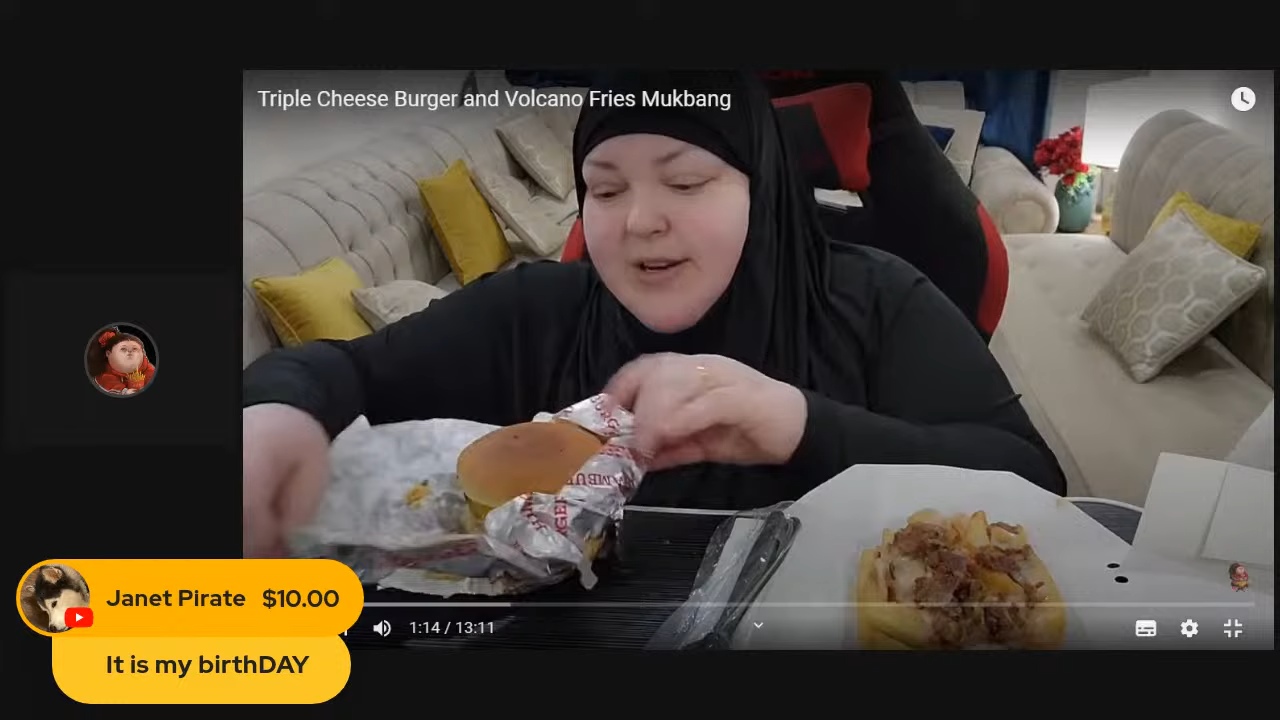 Triple Cheese Burger and Volcano Fries Mukbang
Janet Pirate $10.00
It is my birthDAY
1:14 / 13:11